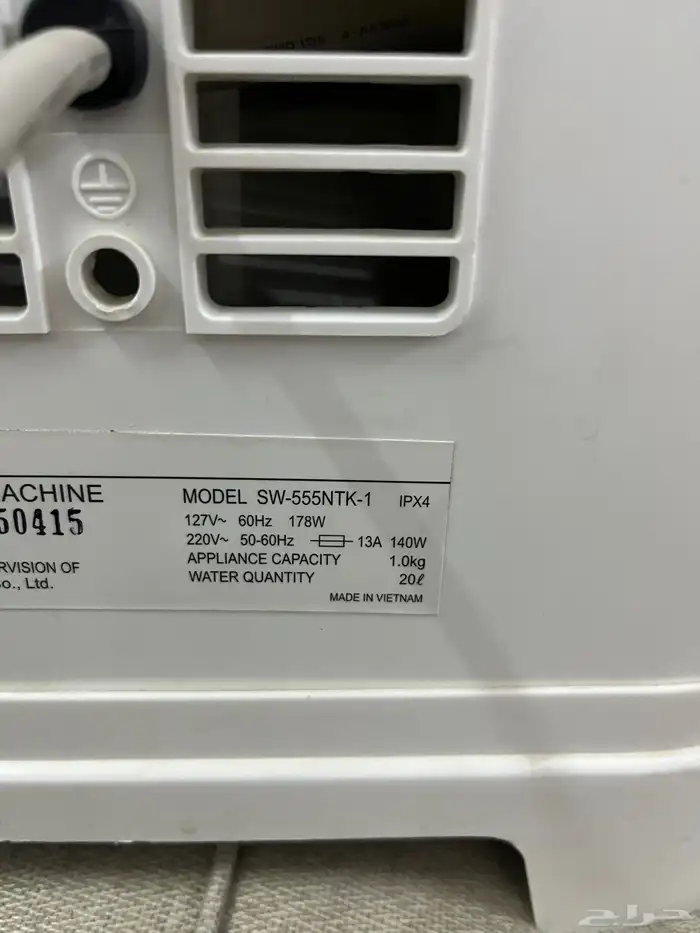 ACHINE
50415
RVISION OF
o., Ltd.
MODEL SW-555NTK-1 IPX4
127V~ 60Hz 178W
220V~ 50-60Hz 13A 140W
APPLIANCE CAPACITY 1.0kg
WATER QUANTITY 20ℓ
MADE IN VIETNAM
حراج